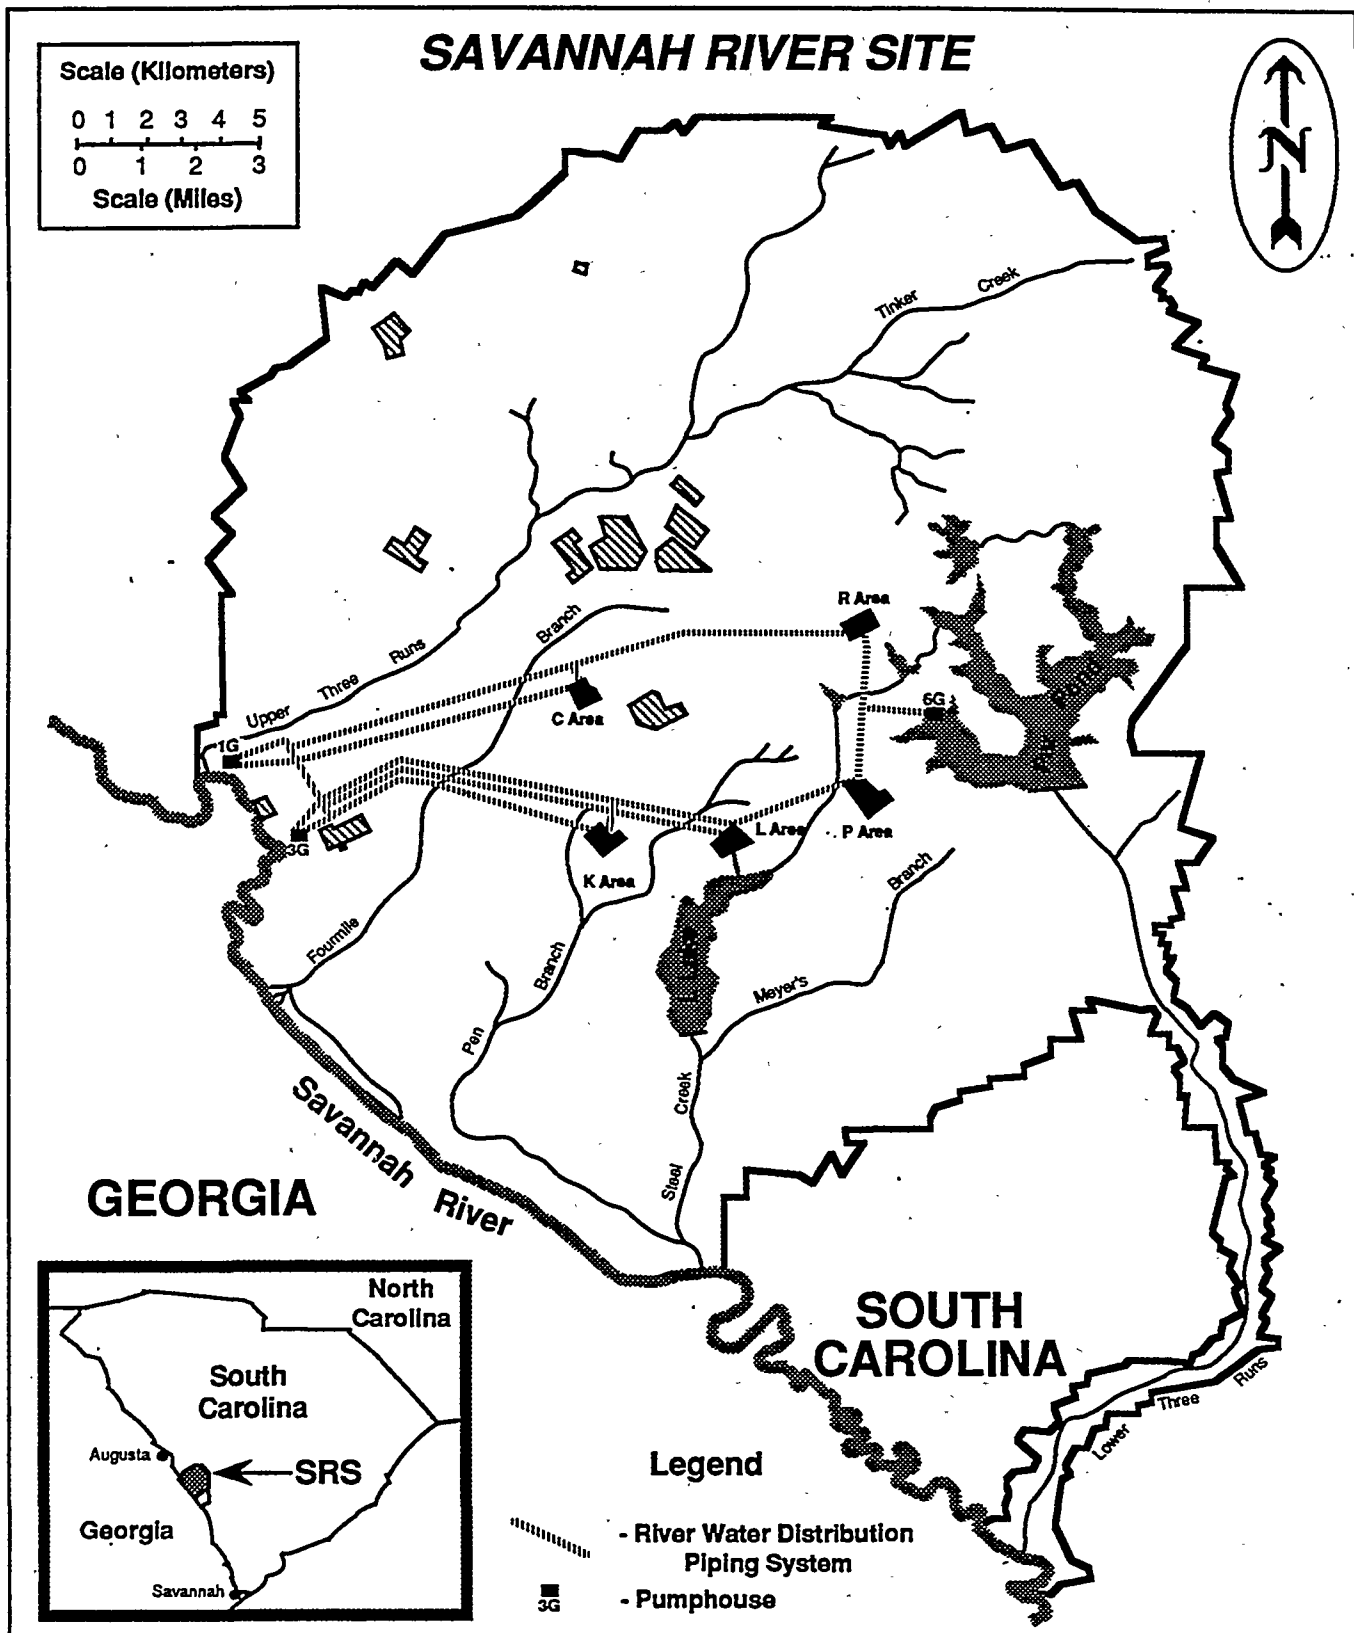 SAVANNAH RIVER SITE
Scale (Kilometers)
0 1 2 3 4 5
0 1 2 3
Scale (Miles)
N
Tinker Creek
R Area
Branch
Upper Three Runs
C Area
1G
6G
Par Pond
3G
L Area
P Area
K Area
Branch
Fourmile
Branch
Meyer's
Pen
Creek
Steel
Savannah River
GEORGIA
SOUTH
CAROLINA
Lower Three Runs
North
Carolina
South
Carolina
Augusta
SRS
Georgia
Savannah
Legend
- River Water Distribution
Piping System
3G
- Pumphouse